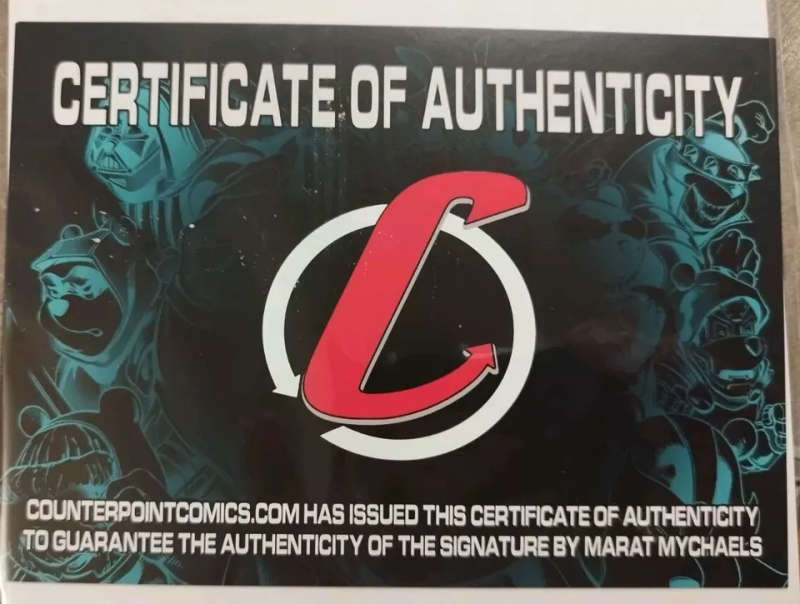 CERTIFICATE OF AUTHENTICITY
C
COUNTERPOINTCOMICS.COM HAS ISSUED THIS CERTIFICATE OF AUTHENTICITY
TO GUARANTEE THE AUTHENTICITY OF THE SIGNATURE BY MARAT MYCHAELS